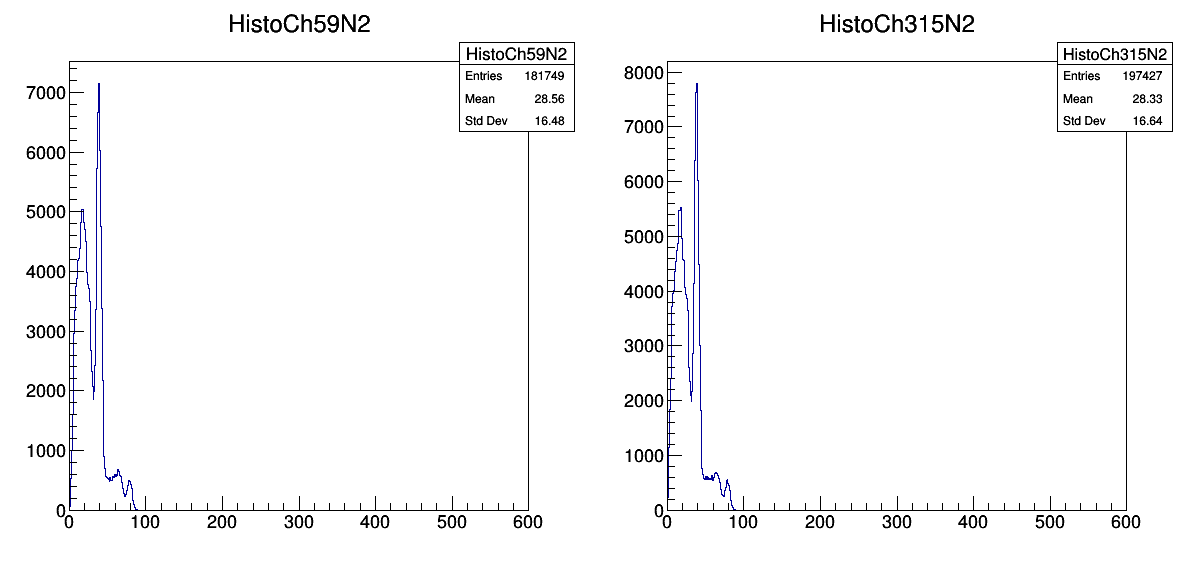 HistoCh59N2
HistoCh59N2
Entries 181749
Mean 28.56
Std Dev 16.48
7000
6000
5000
4000
3000
2000
1000
0
0 100 200 300 400 500 600
HistoCh315N2
HistoCh315N2
Entries 197427
Mean 28.33
Std Dev 16.64
8000
7000
6000
5000
4000
3000
2000
1000
0
0 100 200 300 400 500 600